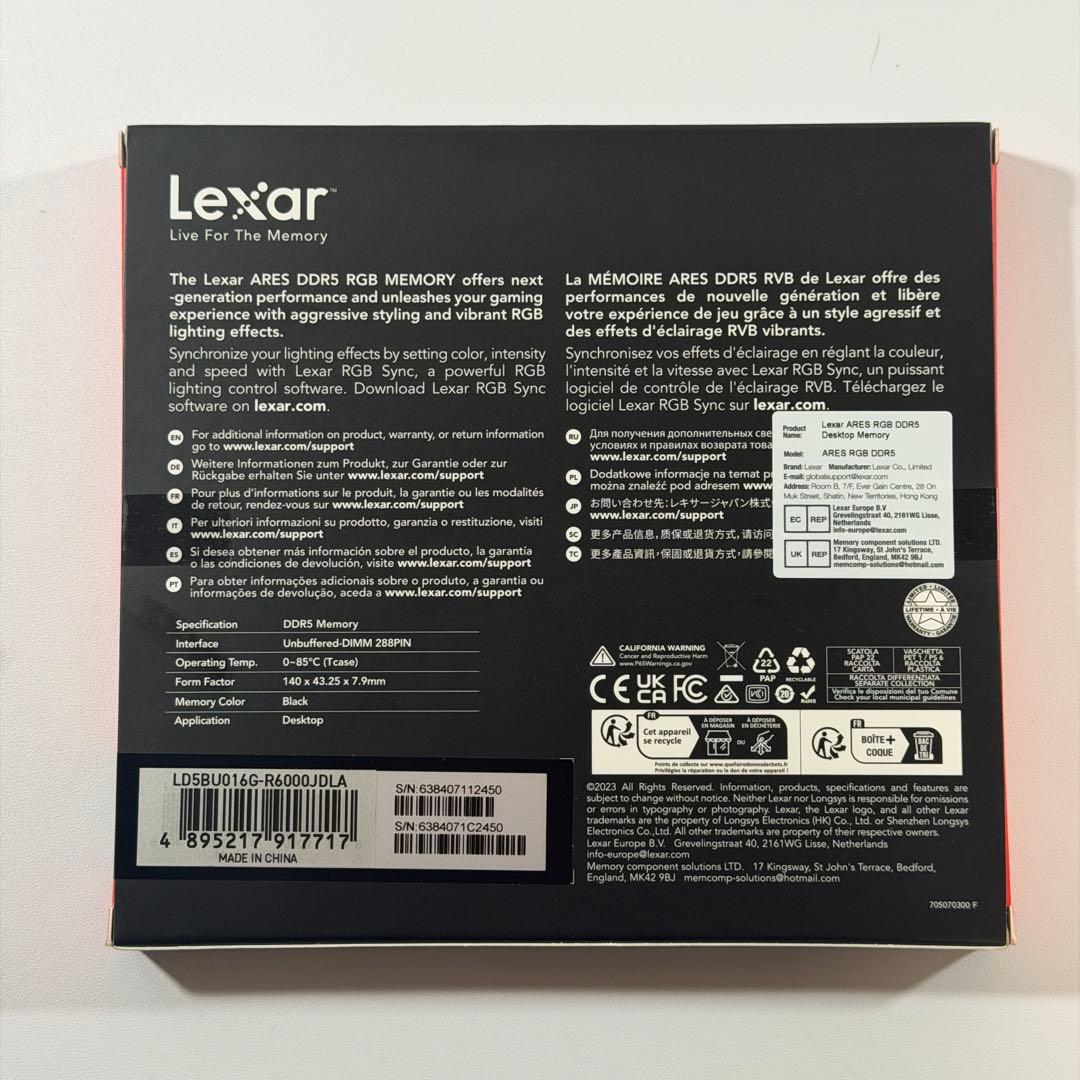 Lexar™
Live For The Memory
The Lexar ARES DDR5 RGB MEMORY offers next
-generation performance and unleashes your gaming
experience with aggressive styling and vibrant RGB
lighting effects.
Synchronize your lighting effects by setting color, intensity
and speed with Lexar RGB Sync, a powerful RGB
lighting control software. Download Lexar RGB Sync
software on lexar.com.
La MÉMOIRE ARES DDR5 RVB de Lexar offre des
performances de nouvelle génération et libère
votre expérience de jeu grâce à un style agressif et
des effets d'éclairage RVB vibrants.
Synchronisez vos effets d'éclairage en réglant la couleur,
l'intensité et la vitesse avec Lexar RGB Sync, un puissant
logiciel de contrôle de l'éclairage RVB. Téléchargez le
logiciel Lexar RGB Sync sur lexar.com.
EN For additional information on product, warranty, or return information
go to www.lexar.com/support
DE Weitere Informationen zum Produkt, zur Garantie oder zur
Rückgabe erhalten Sie unter www.lexar.com/support
FR Pour plus d'informations sur le produit, la garantie ou les modalités
de retour, rendez-vous sur www.lexar.com/support
IT Per ulteriori informazioni su prodotto, garanzia o restituzione, visiti
www.lexar.com/support
ES Si desea obtener más información sobre el producto, la garantía
o las condiciones de devolución, visite www.lexar.com/support
PT Para obter informações adicionais sobre o produto, a garantia ou
informações de devolução, aceda a www.lexar.com/support
RU Для получения дополнительных све
условиях и правилах возврата това
www.lexar.com/support
PL Dodatkowe informacje na temat p
można znaleźć pod adresem www
JP お問い合わせ先:レキサージャパン株式
www.lexar.com/support
SC 更多产品信息,质保或退货方式,请访问
TC 更多產品資訊,保固或退貨方式,請參閱
Product Name: Lexar ARES RGB DDR5
Desktop Memory
Model: ARES RGB DDR5
Brand: Lexar Manufacturer: Lexar Co., Limited
E-mail: globalsupport@lexar.com
Address: Room B, 7/F, Ever Gain Centre, 28 On
Muk Street, Shatin, New Territories, Hong Kong
EC REP
Lexar Europe B.V
Grevelingstraat 40, 2161WG Lisse,
Netherlands
info-europe@lexar.com
UK REP
Memory component solutions LTD.
17 Kingsway, St John's Terrace,
Bedford, England, MK42 9BJ
memcomp-solutions@hotmail.com
LIMITED • LIMITÉE
LIFETIME • À VIE
WARRANTY • GARANTIE
Specification DDR5 Memory
Interface Unbuffered-DIMM 288PIN
Operating Temp. 0~85°C (Tcase)
Form Factor 140 x 43.25 x 7.9mm
Memory Color Black
Application Desktop
CALIFORNIA WARNING
Cancer and Reproductive Harm
www.P65Warnings.ca.gov
22
PAP
RECYCLABLE
SCATOLA
PAP 22
RACCOLTA
CARTA
VASCHETTA
PET 1 / PS 6
RACCOLTA
PLASTICA
RACCOLTA DIFFERENZIATA
SEPARATE COLLECTION
Verifica le disposizioni del tuo Comune
Check your local municipal guidelines
CE UK CA FC VCI 20 RoHS
FR
Cet appareil
se recycle
À DÉPOSER
EN MAGASIN
OU
À DÉPOSER
EN DÉCHÈTERIE
Points de collecte sur www.quefairedemesdechets.fr
Privilégiez la réparation ou le don de votre appareil !
FR
BOÎTE +
COQUE
BAC
DE
TRI
©2023 All Rights Reserved. Information, products, specifications and features are
subject to change without notice. Neither Lexar nor Longsys is responsible for omissions
or errors in typography or photography. Lexar, the Lexar logo, and all other Lexar
trademarks are the property of Longsys Electronics (HK) Co., Ltd. or Shenzhen Longsys
Electronics Co.,Ltd. All other trademarks are property of their respective owners.
Lexar Europe B.V. Grevelingstraat 40, 2161WG Lisse, Netherlands
info-europe@lexar.com
Memory component solutions LTD. 17 Kingsway, St John's Terrace, Bedford,
England, MK42 9BJ memcomp-solutions@hotmail.com
705070300 F
LD5BU016G-R6000JDLA
4 895217 917717
MADE IN CHINA
S/N:638407112450
S/N:6384071C2450